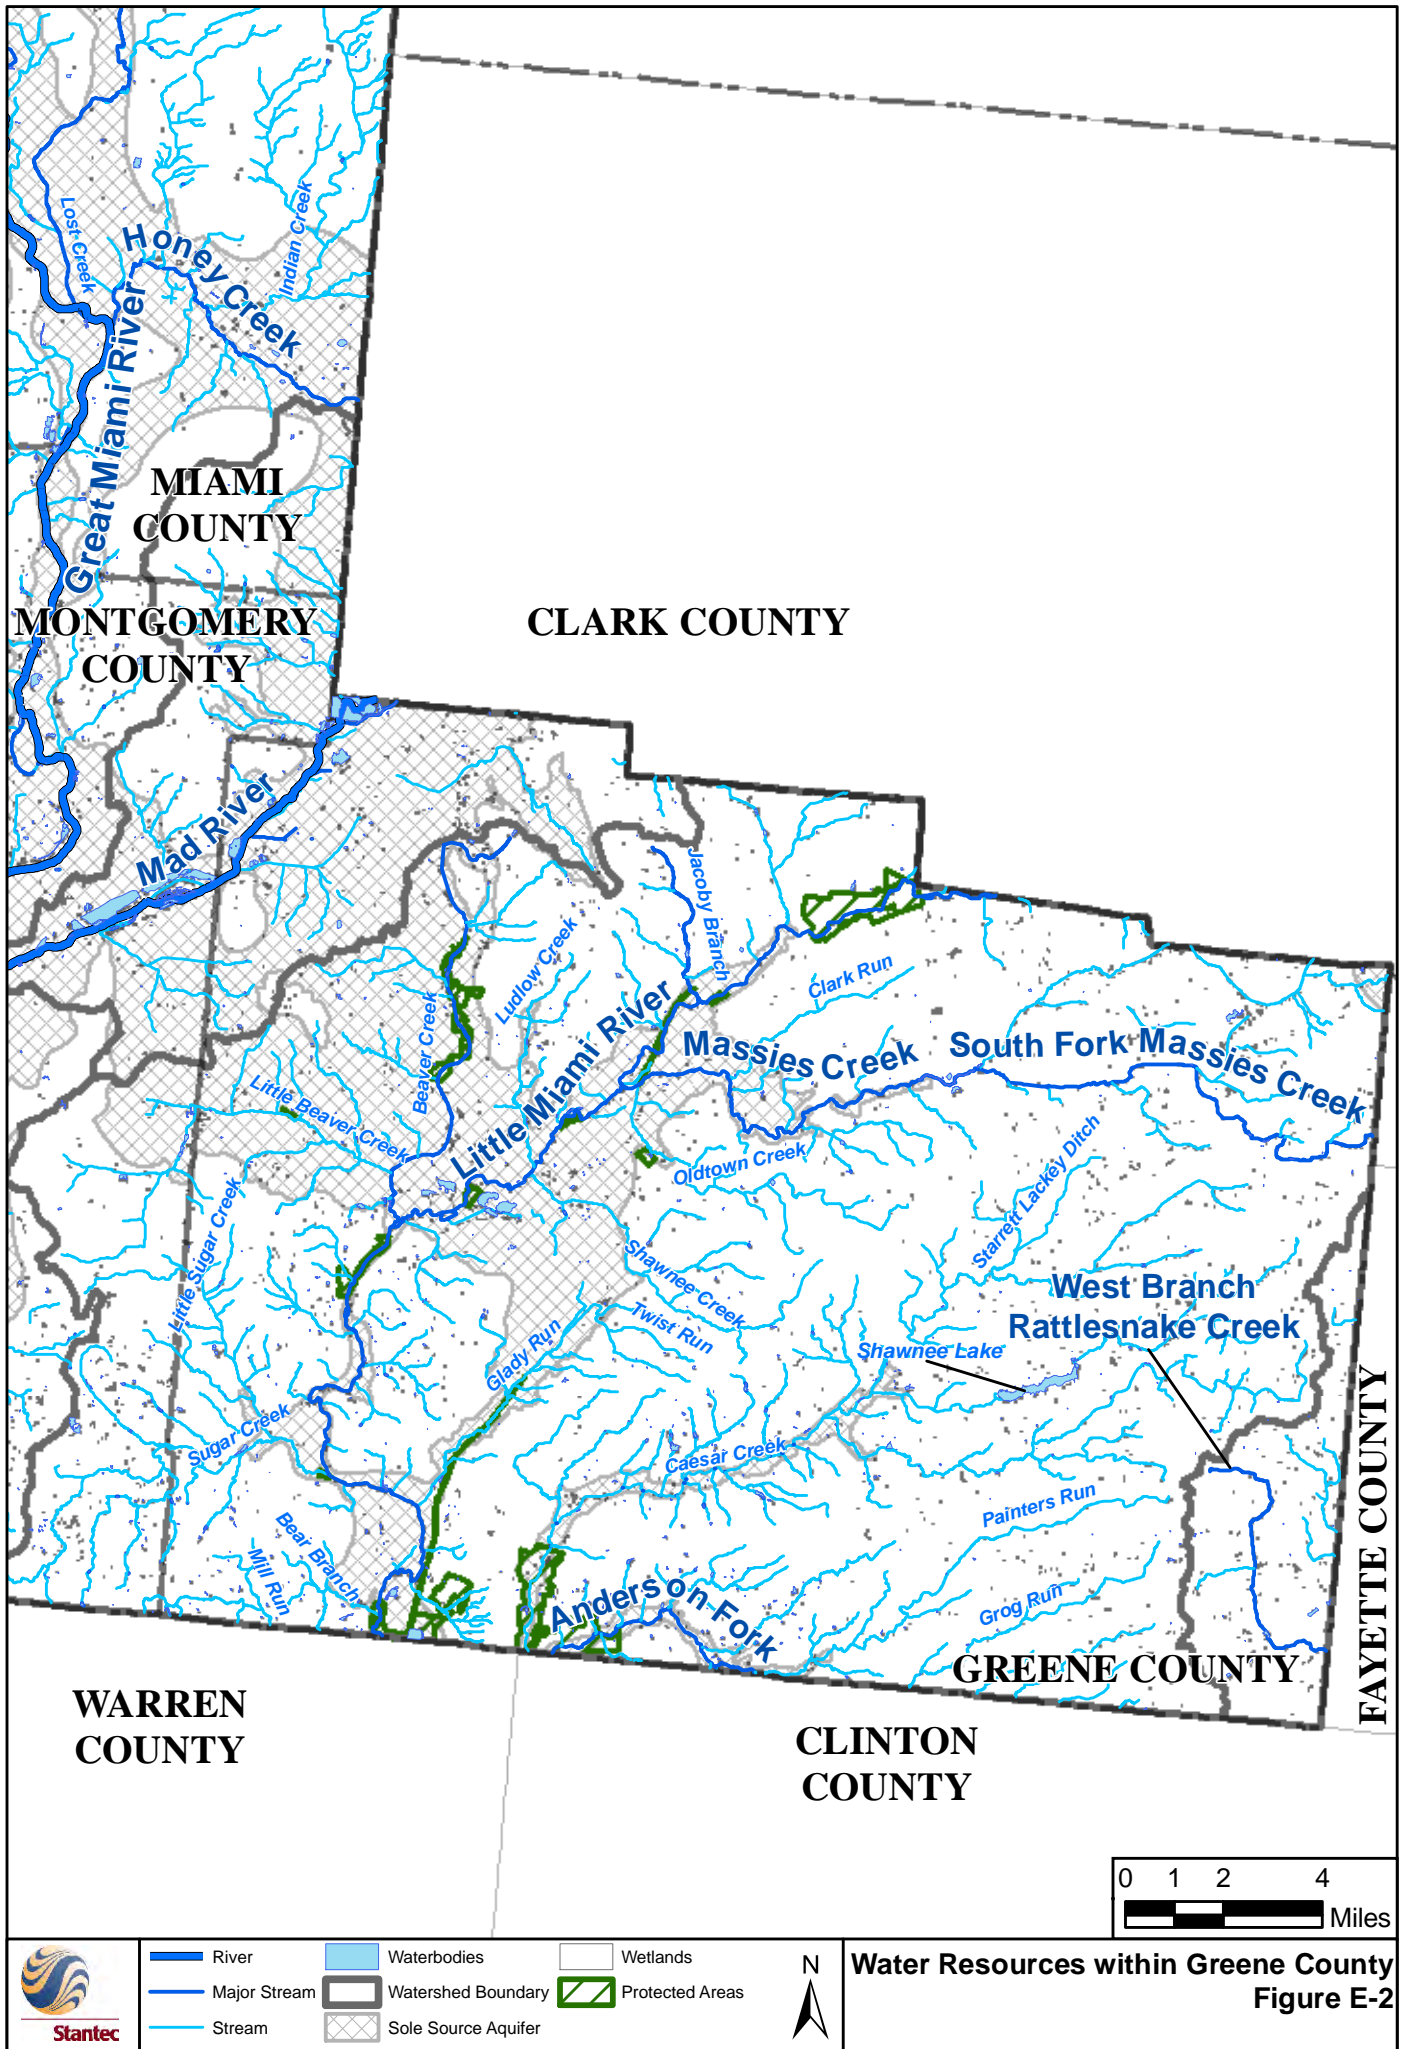 Lost Creek
Honey Creek
Indian Creek
Great Miami River
MIAMI
COUNTY
MONTGOMERY
COUNTY
CLARK COUNTY
Mad River
Jacoby Branch
Ludlow Creek
Clark Run
Beaver Creek
Little Miami River
Massies Creek
South Fork Massies Creek
Little Beaver Creek
Oldtown Creek
Starrett Lackey Ditch
Little Sugar Creek
Shawnee Creek
West Branch
Rattlesnake Creek
Twist Run
Shawnee Lake
Glady Run
Sugar Creek
Caesar Creek
FAYETTE COUNTY
Painters Run
Bear Branch
Mill Run
Anderson Fork
Grog Run
GREENE COUNTY
WARREN
COUNTY
CLINTON
COUNTY
0 1 2 4
Miles
Stantec
River
Major Stream
Stream
Waterbodies
Watershed Boundary
Sole Source Aquifer
Wetlands
Protected Areas
N
Water Resources within Greene County
Figure E-2